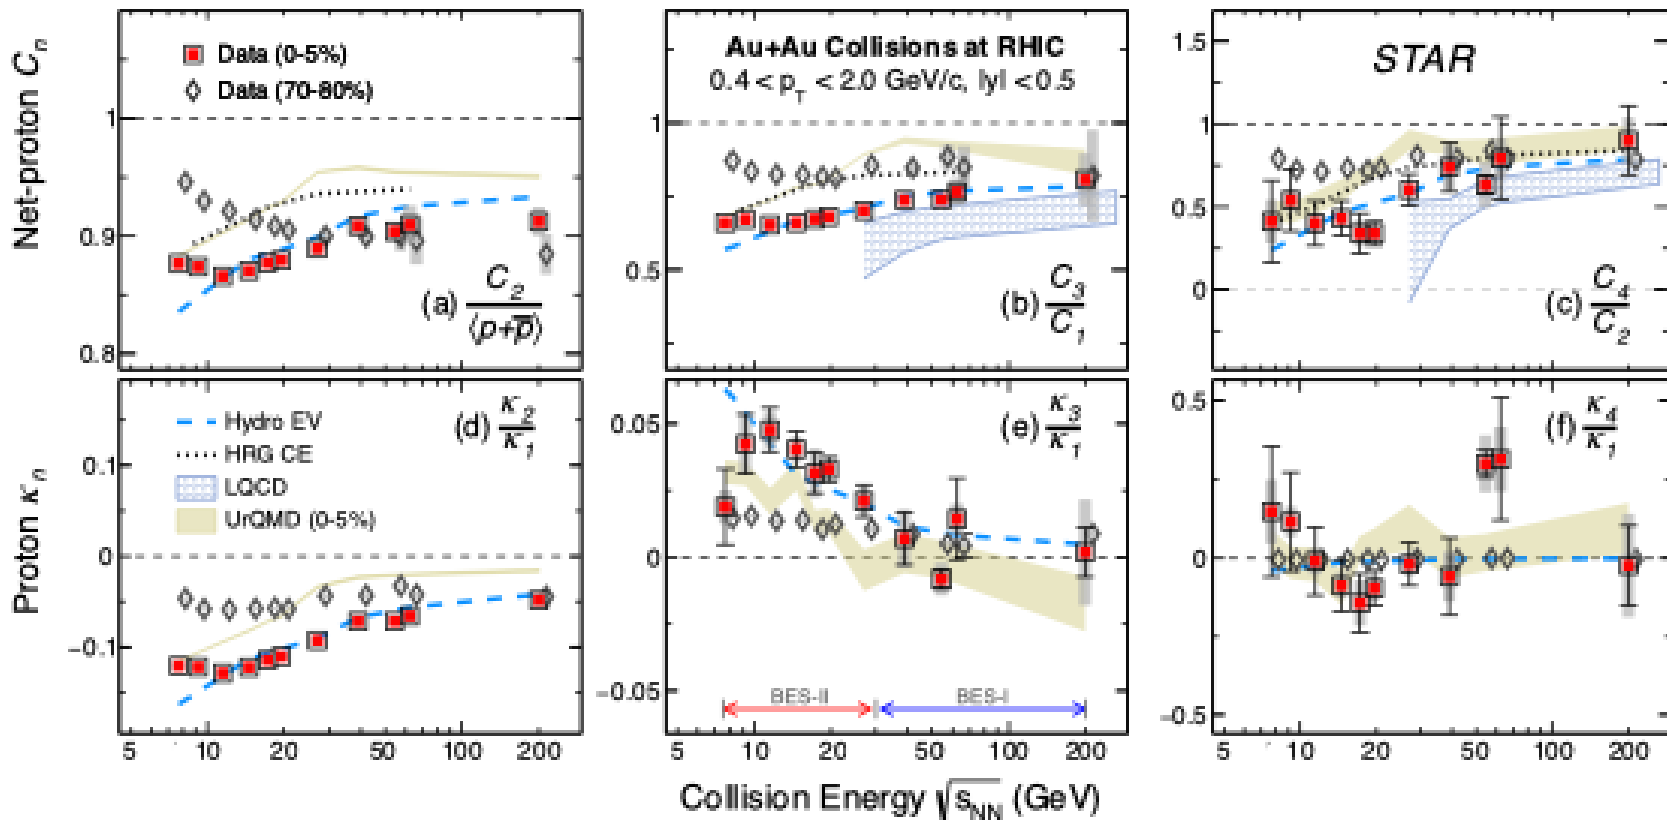 Net-proton C_n
Data (0-5%)
Data (70-80%)
1
0.9
0.8
(a) C_2 / ⟨p+p̅⟩
Au+Au Collisions at RHIC
0.4 < p_T < 2.0 GeV/c, |y| < 0.5
1
0.5
(b) C_3 / C_1
STAR
1.5
1
0.5
0
(c) C_4 / C_2
Proton κ_n
Hydro EV
HRG CE
LQCD
UrQMD (0-5%)
0.1
0
−0.1
(d) κ_2 / κ_1
5 10 20 50 100 200
0.05
0
−0.05
(e) κ_3 / κ_1
BES-II
BES-I
5 10 20 50 100 200
0.5
0
−0.5
(f) κ_4 / κ_1
5 10 20 50 100 200
Collision Energy √s_NN (GeV)